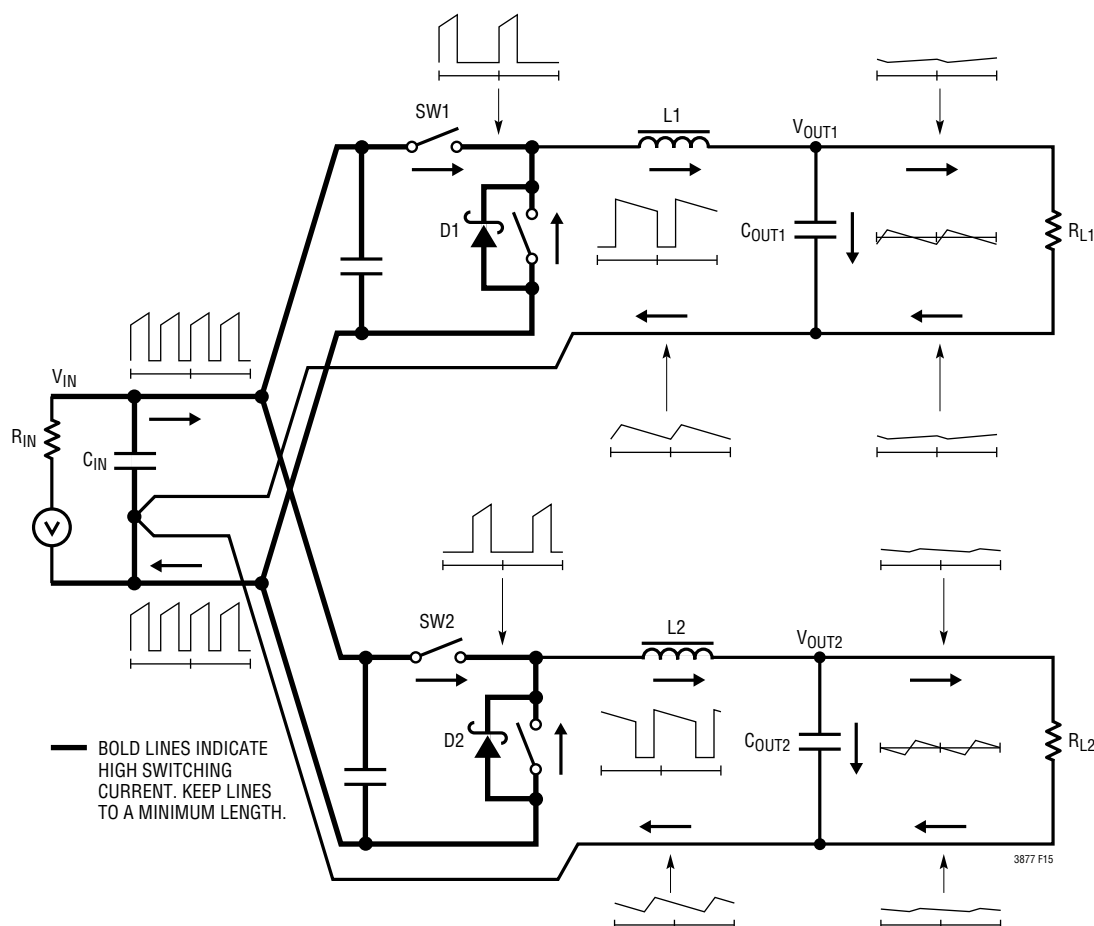 SW1
L1
VOUT1
D1
COUT1
RL1
VIN
RIN
CIN
V
SW2
L2
VOUT2
D2
COUT2
RL2
BOLD LINES INDICATE
HIGH SWITCHING
CURRENT. KEEP LINES
TO A MINIMUM LENGTH.
3877 F15